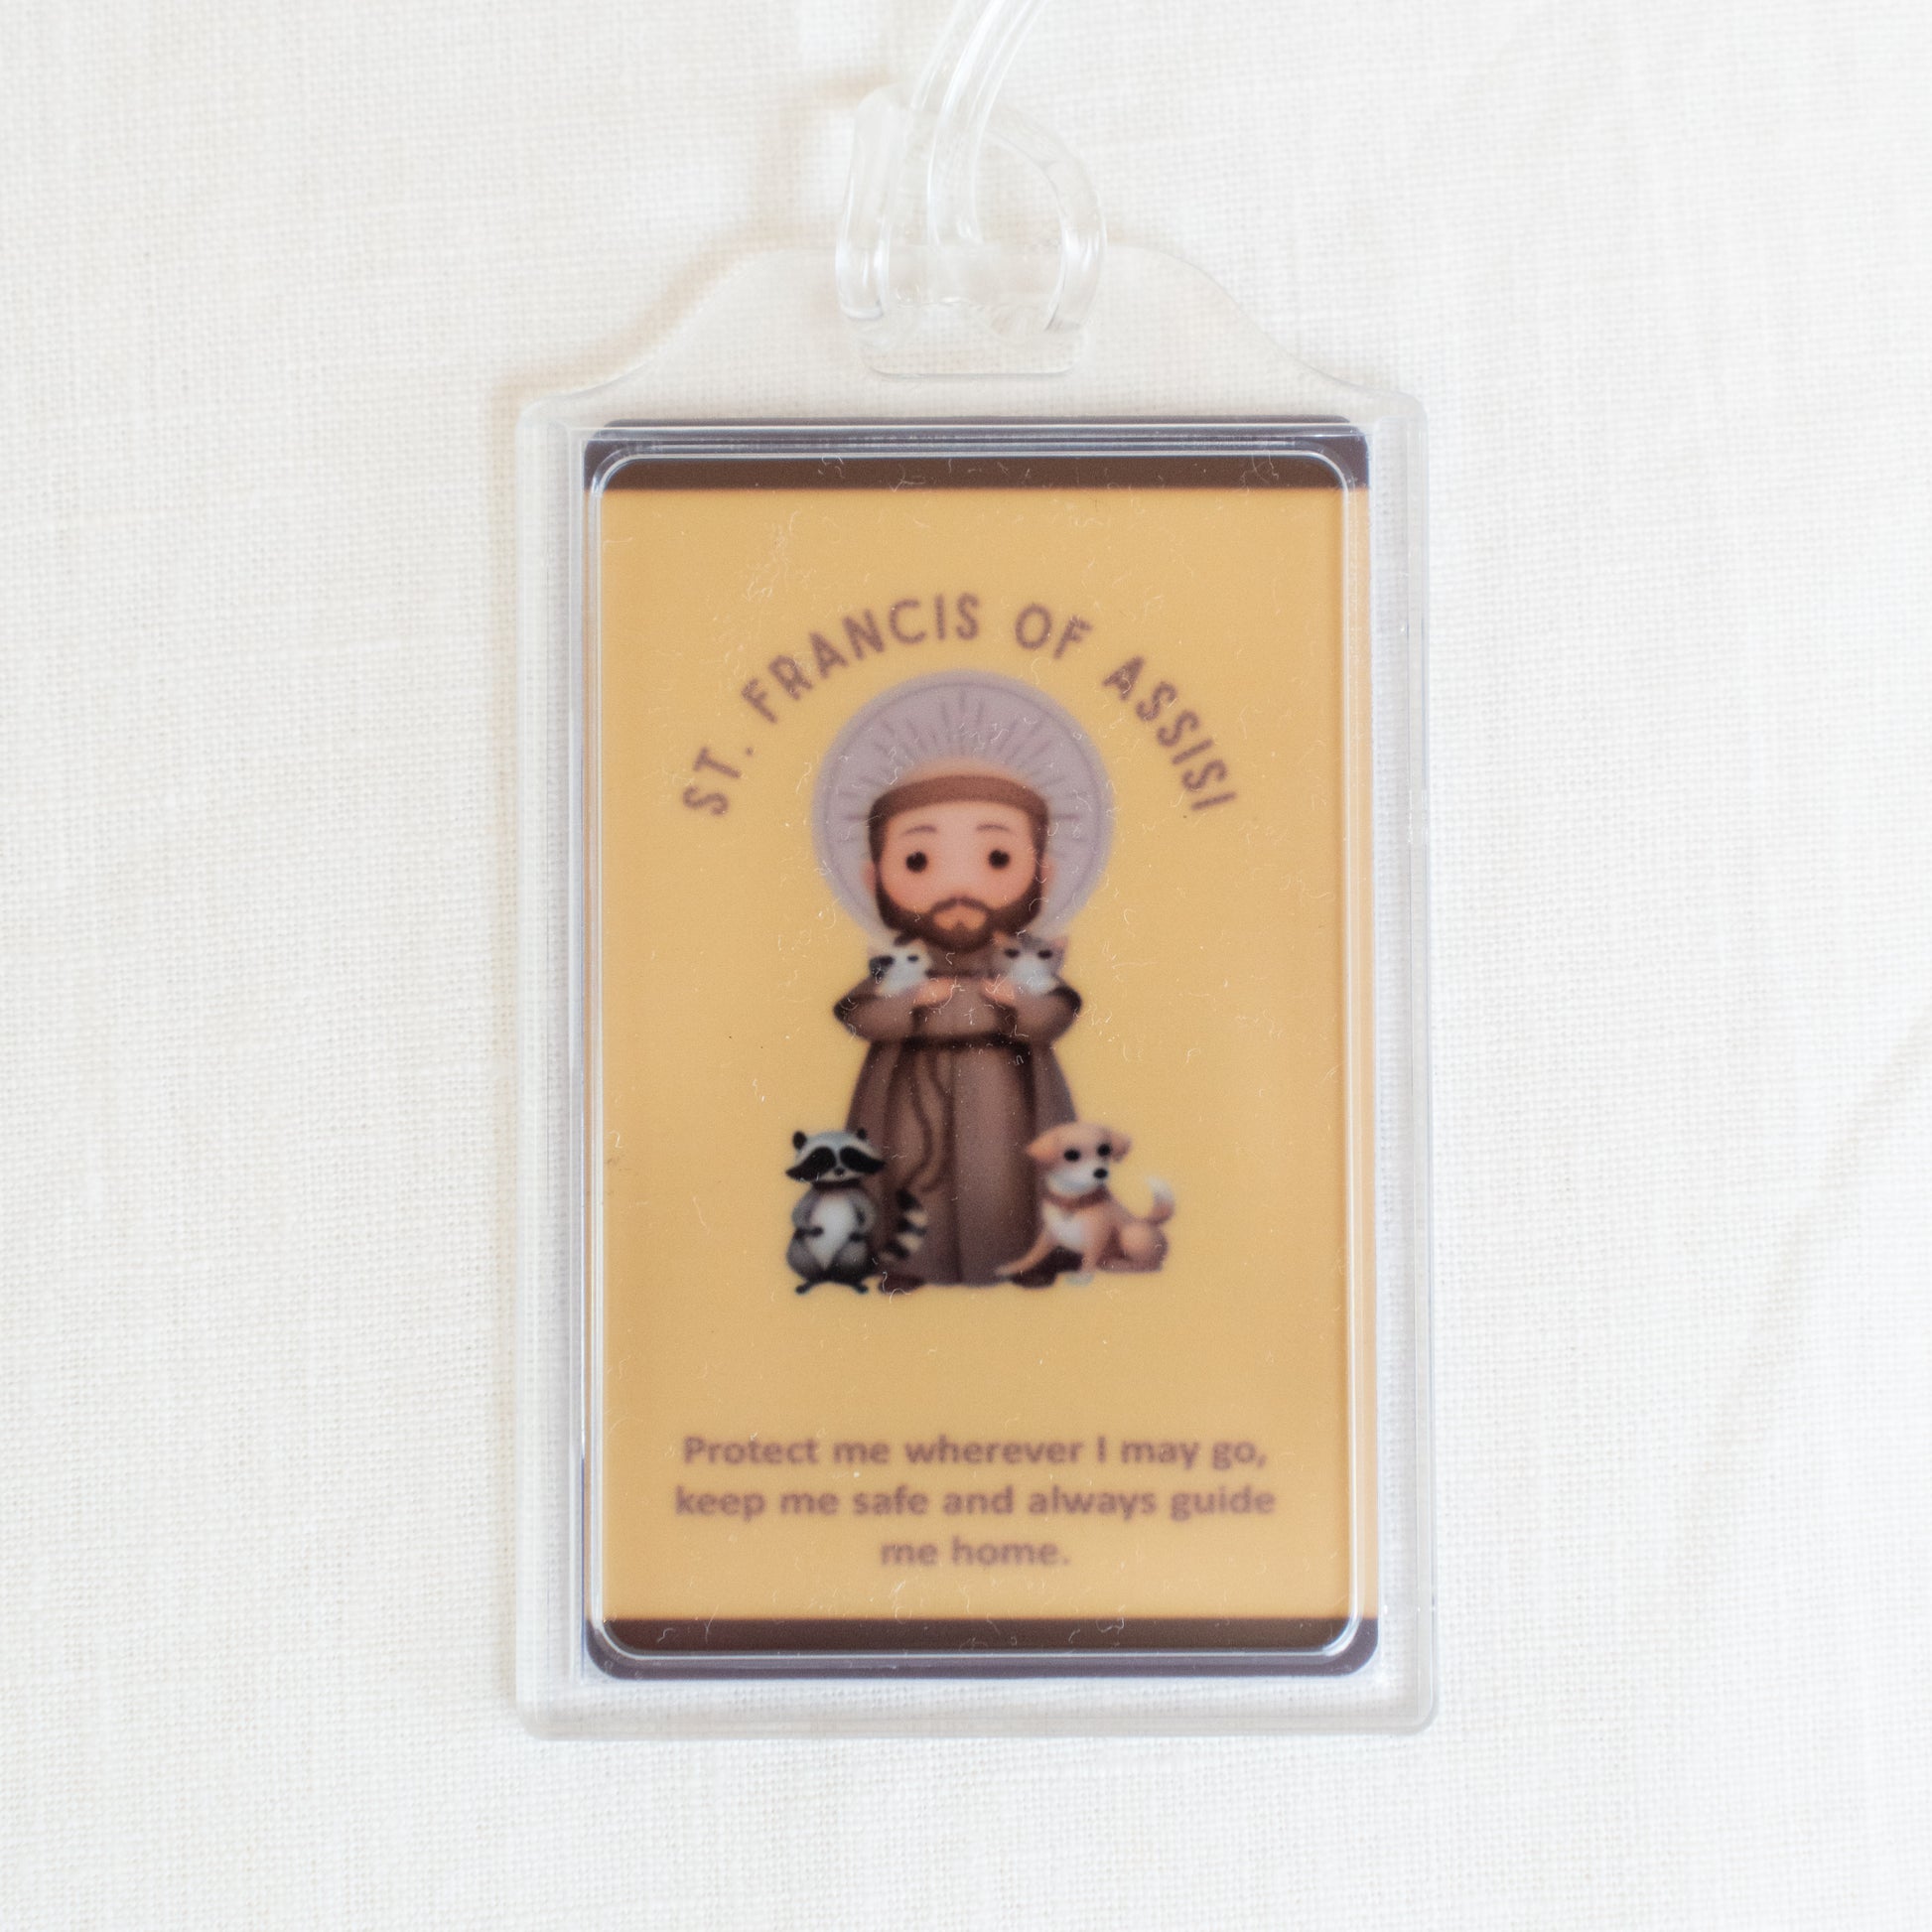 ST. FRANCIS OF ASSISI
Protect me wherever I may go,
keep me safe and always guide
me home.